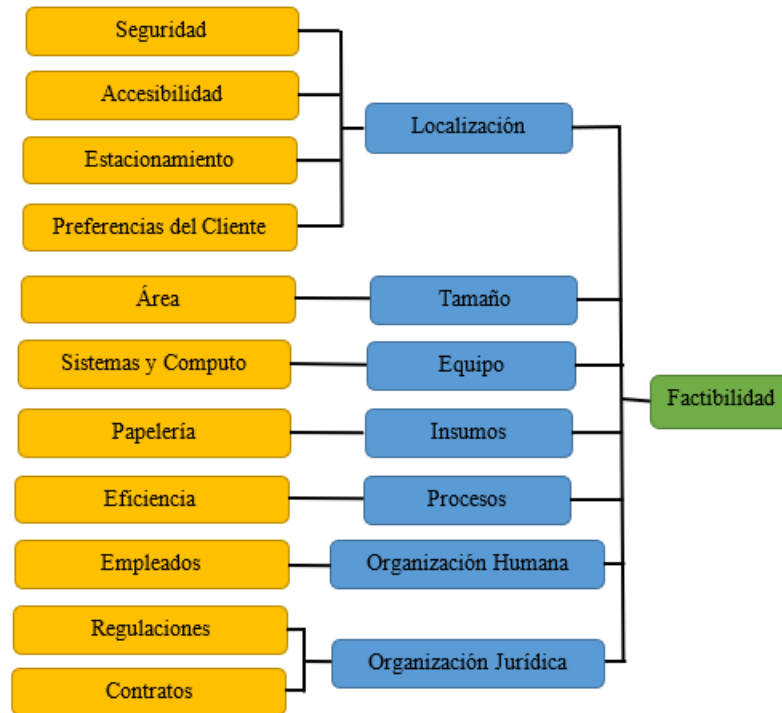 Seguridad
Accesibilidad
Estacionamiento
Preferencias del Cliente
Localización
Área
Tamaño
Sistemas y Computo
Equipo
Papelería
Insumos
Eficiencia
Procesos
Empleados
Organización Humana
Regulaciones
Contratos
Organización Jurídica
Factibilidad